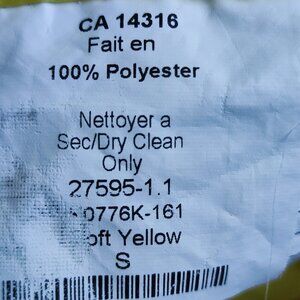 CA 14316
Fait en
100% Polyester
Nettoyer a
Sec/Dry Clean
Only
27595-1.1
0776K-161
oft Yellow
S